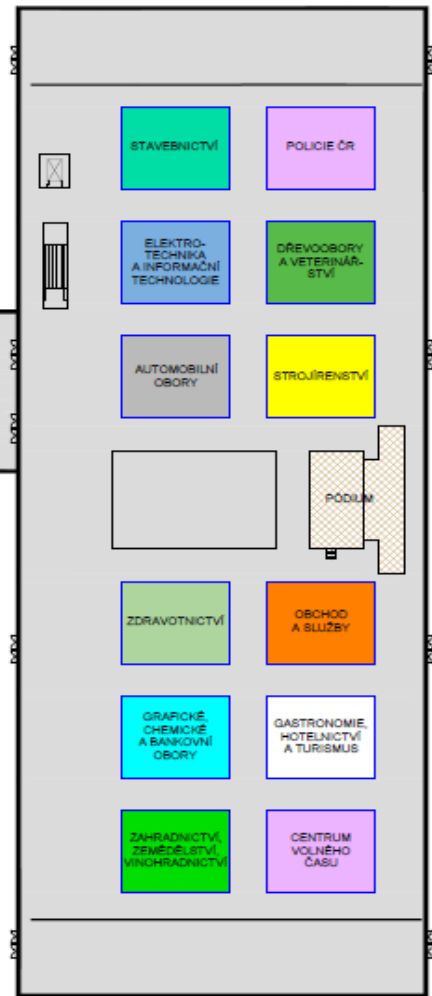 STAVEBNICTVÍ
POLICIE ČR
ELEKTRO-
TECHNIKA
A INFORMAČNÍ
TECHNOLOGIE
DŘEVOOBORY
A VETERINÁŘ-
STVÍ
AUTOMOBILNÍ
OBORY
STROJÍRENSTVÍ
PÓDIUM
ZDRAVOTNICTVÍ
OBCHOD
A SLUŽBY
GRAFICKÉ,
CHEMICKÉ
A BANKOVNÍ
OBORY
GASTRONOMIE,
HOTELNICTVÍ
A TURISMUS
ZAHRADNICTVÍ,
ZEMĚDĚLSTVÍ,
VINOHRADNICTVÍ
CENTRUM
VOLNÉHO
ČASU